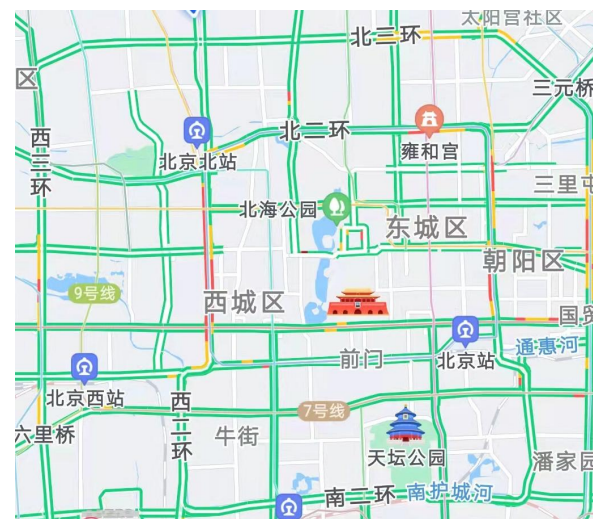 太阳宫社区
北三环
区
三元桥
西三环
北二环
北京北站
雍和宫
三里屯
北海公园
东城区
朝阳区
9号线
西城区
国贸
通惠河
前门
北京站
北京西站
西二环
7号线
六里桥
牛街
天坛公园
潘家园
南二环
南护城河